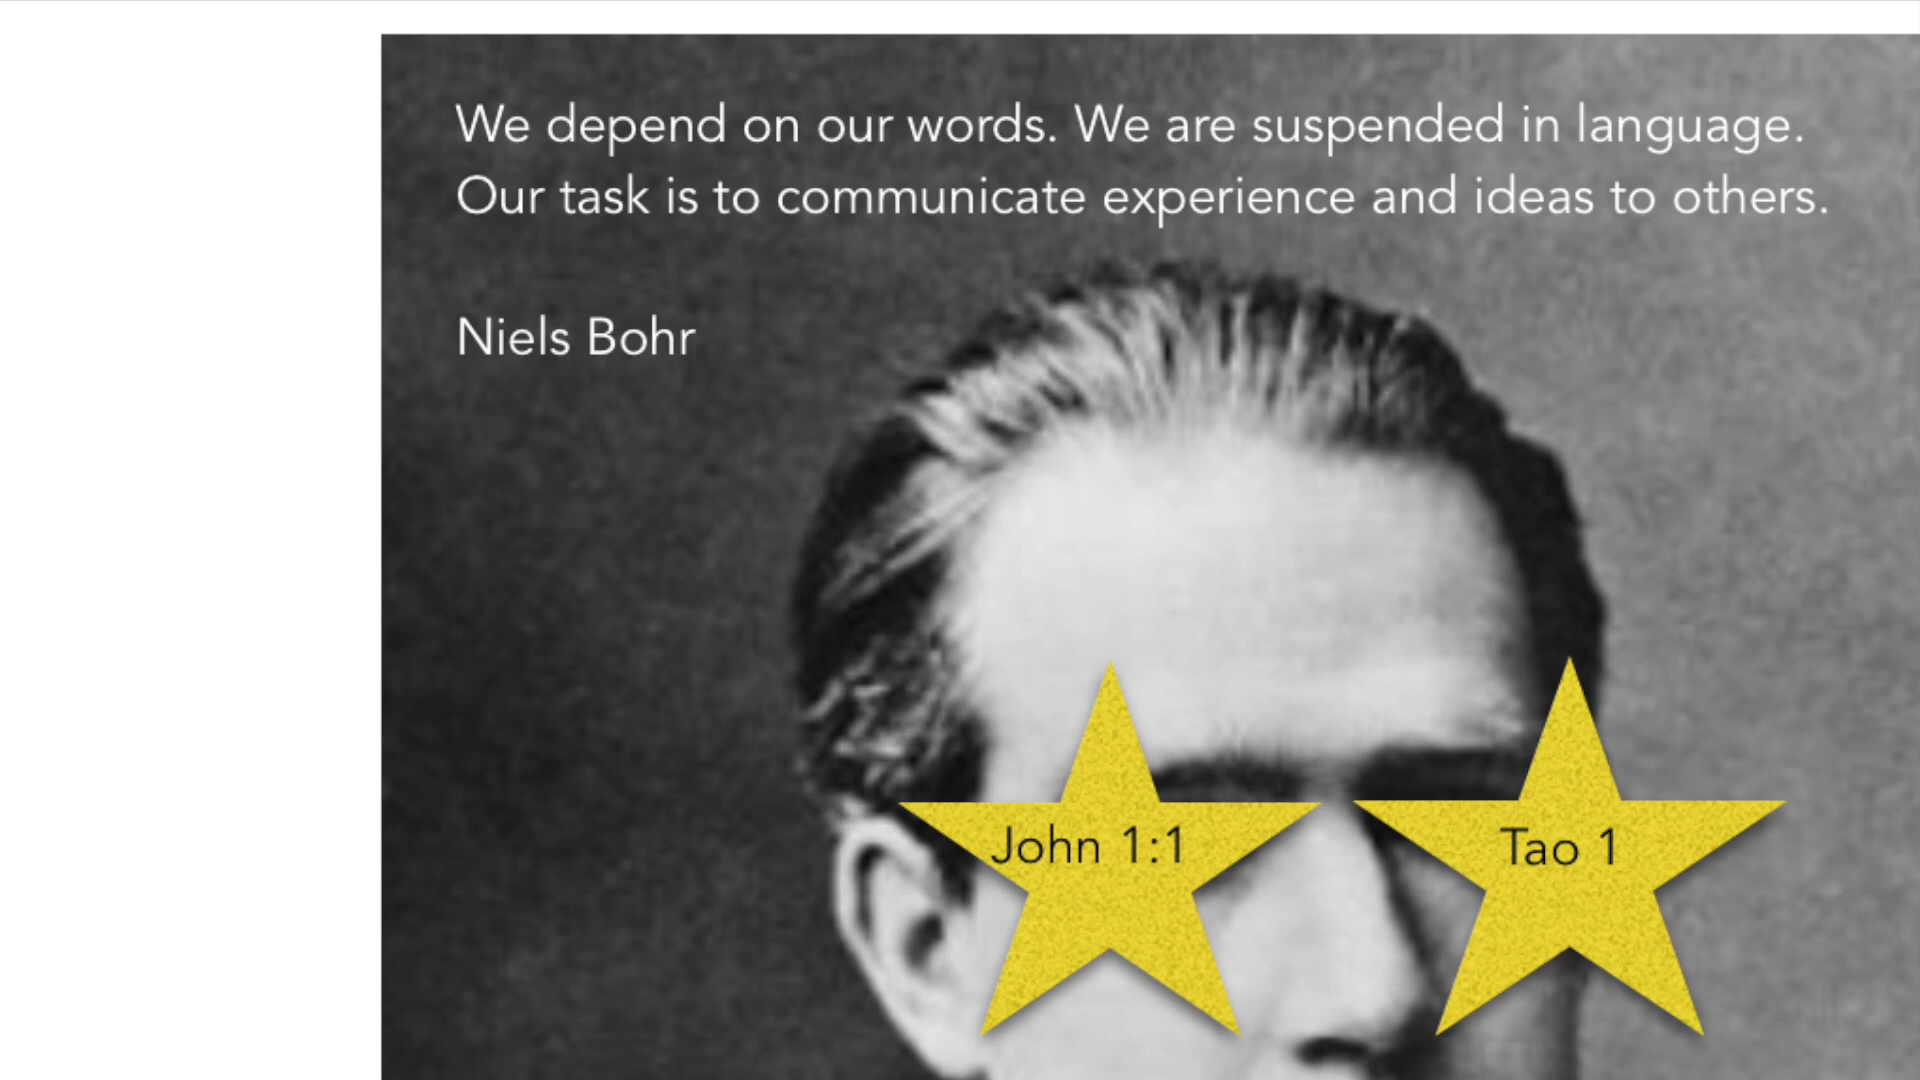 We depend on our words. We are suspended in language.
Our task is to communicate experience and ideas to others.
Niels Bohr
John 1:1
Tao 1